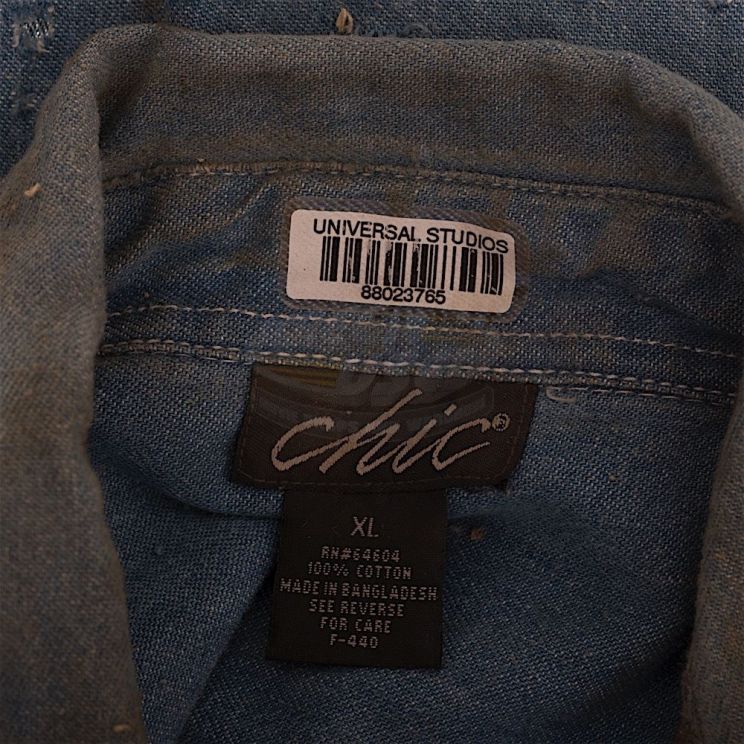 UNIVERSAL STUDIOS
88023765
chic®
XL
RN#64604
100% COTTON
MADE IN BANGLADESH
SEE REVERSE
FOR CARE
F-440